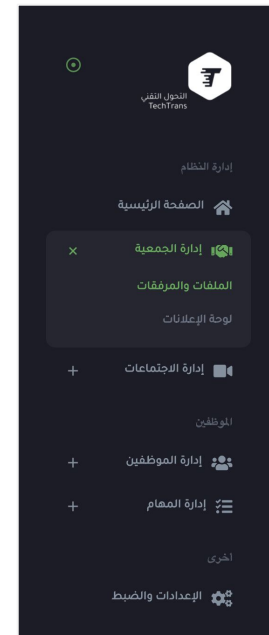 التحول التقني
TechTrans
إدارة النظام
الصفحة الرئيسية
إدارة الجمعية
الملفات والمرفقات
لوحة الإعلانات
إدارة الاجتماعات
الموظفين
إدارة الموظفين
إدارة المهام
اخرى
الإعدادات والضبط